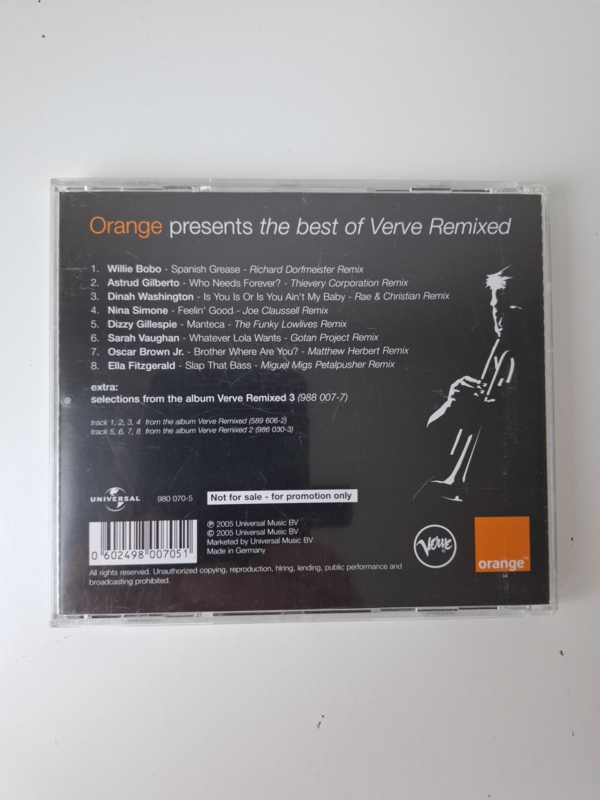 Orange presents the best of Verve Remixed
1. Willie Bobo - Spanish Grease - Richard Dorfmeister Remix
2. Astrud Gilberto - Who Needs Forever? - Thievery Corporation Remix
3. Dinah Washington - Is You Is Or Is You Ain't My Baby - Rae & Christian Remix
4. Nina Simone - Feelin' Good - Joe Claussell Remix
5. Dizzy Gillespie - Manteca - The Funky Lowlives Remix
6. Sarah Vaughan - Whatever Lola Wants - Gotan Project Remix
7. Oscar Brown Jr. - Brother Where Are You? - Matthew Herbert Remix
8. Ella Fitzgerald - Slap That Bass - Miguel Migs Petalpusher Remix
extra:
selections from the album Verve Remixed 3 (988 007-7)
track 1, 2, 3, 4 from the album Verve Remixed (589 606-2)
track 5, 6, 7, 8 from the album Verve Remixed 2 (986 030-3)
UNIVERSAL
980 070-5
Not for sale - for promotion only
0 602498 007051
℗ 2005 Universal Music BV
© 2005 Universal Music BV
Marketed by Universal Music BV
Made in Germany
Verve
orange™
All rights reserved. Unauthorized copying, reproduction, hiring, lending, public performance and
broadcasting prohibited.